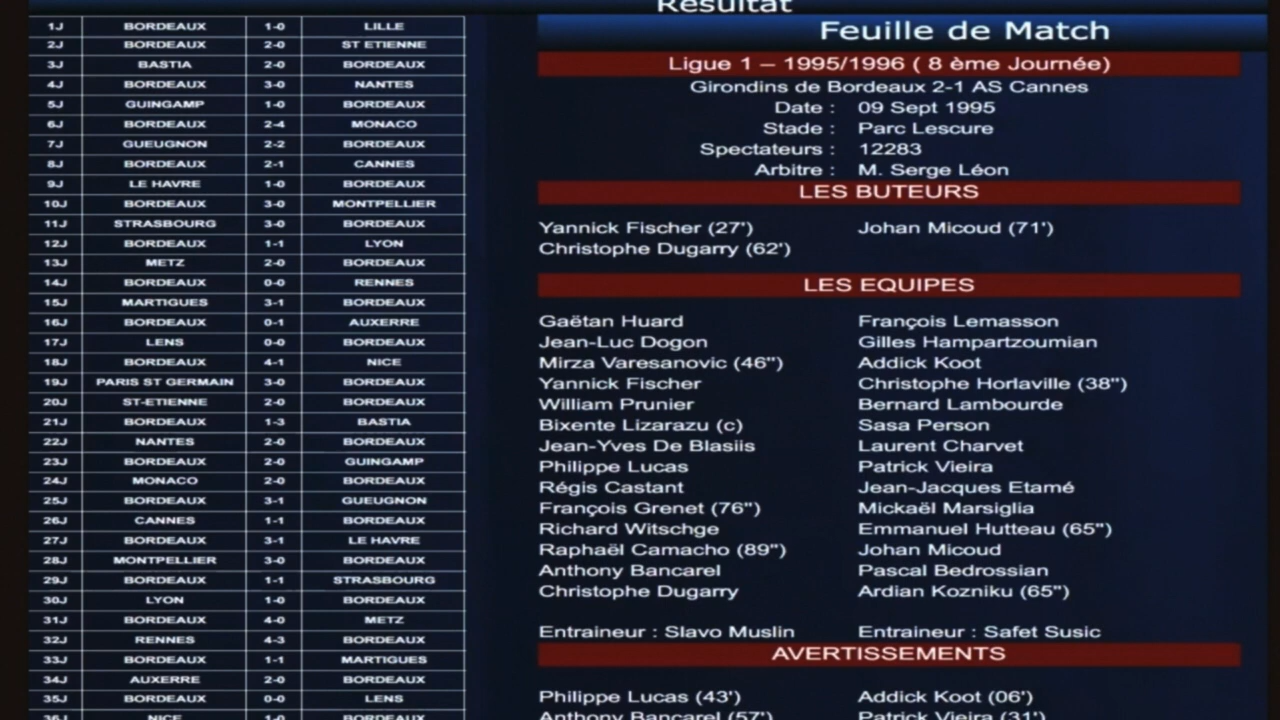 Résultat
1J BORDEAUX 1-0 LILLE
2J BORDEAUX 2-0 ST ETIENNE
3J BASTIA 2-0 BORDEAUX
4J BORDEAUX 3-0 NANTES
5J GUINGAMP 1-0 BORDEAUX
6J BORDEAUX 2-4 MONACO
7J GUEUGNON 2-2 BORDEAUX
8J BORDEAUX 2-1 CANNES
9J LE HAVRE 1-0 BORDEAUX
10J BORDEAUX 3-0 MONTPELLIER
11J STRASBOURG 3-0 BORDEAUX
12J BORDEAUX 1-1 LYON
13J METZ 2-0 BORDEAUX
14J BORDEAUX 0-0 RENNES
15J MARTIGUES 3-1 BORDEAUX
16J BORDEAUX 0-1 AUXERRE
17J LENS 0-0 BORDEAUX
18J BORDEAUX 4-1 NICE
19J PARIS ST GERMAIN 3-0 BORDEAUX
20J ST-ETIENNE 2-0 BORDEAUX
21J BORDEAUX 1-3 BASTIA
22J NANTES 2-0 BORDEAUX
23J BORDEAUX 2-0 GUINGAMP
24J MONACO 2-0 BORDEAUX
25J BORDEAUX 3-1 GUEUGNON
26J CANNES 1-1 BORDEAUX
27J BORDEAUX 3-1 LE HAVRE
28J MONTPELLIER 3-0 BORDEAUX
29J BORDEAUX 1-1 STRASBOURG
30J LYON 1-0 BORDEAUX
31J BORDEAUX 4-0 METZ
32J RENNES 4-3 BORDEAUX
33J BORDEAUX 1-1 MARTIGUES
34J AUXERRE 2-0 BORDEAUX
35J BORDEAUX 0-0 LENS
36J NICE 1-0 BORDEAUX
Feuille de Match
Ligue 1 – 1995/1996 ( 8 ème Journée)
Girondins de Bordeaux 2-1 AS Cannes
Date : 09 Sept 1995
Stade : Parc Lescure
Spectateurs : 12283
Arbitre : M. Serge Léon
LES BUTEURS
Yannick Fischer (27') Johan Micoud (71')
Christophe Dugarry (62')
LES EQUIPES
Gaëtan Huard François Lemasson
Jean-Luc Dogon Gilles Hampartzoumian
Mirza Varesanovic (46") Addick Koot
Yannick Fischer Christophe Horlaville (38")
William Prunier Bernard Lambourde
Bixente Lizarazu (c) Sasa Person
Jean-Yves De Blasiis Laurent Charvet
Philippe Lucas Patrick Vieira
Régis Castant Jean-Jacques Etamé
François Grenet (76") Mickaël Marsiglia
Richard Witschge Emmanuel Hutteau (65")
Raphaël Camacho (89") Johan Micoud
Anthony Bancarel Pascal Bedrossian
Christophe Dugarry Ardian Kozniku (65")
Entraineur : Slavo Muslin Entraineur : Safet Susic
AVERTISSEMENTS
Philippe Lucas (43') Addick Koot (06')
Anthony Bancarel (57') Patrick Vieira (31')